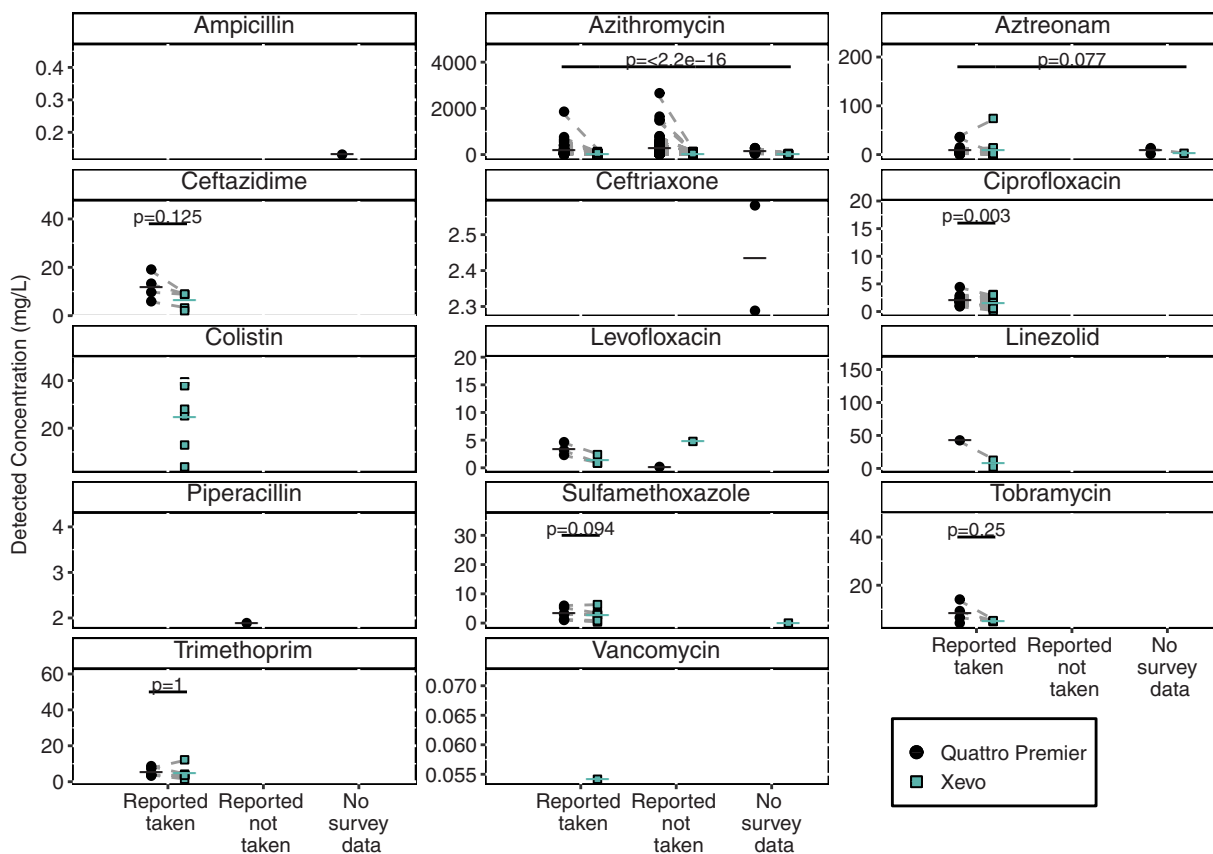 Detected Concentration (mg/L)
Ampicillin
0.4
0.3
0.2
Azithromycin
4000
2000
0
p=<2.2e−16
Aztreonam
200
100
0
p=0.077
Ceftazidime
40
20
0
p=0.125
Ceftriaxone
2.5
2.4
2.3
Ciprofloxacin
20
15
10
5
0
p=0.003
Colistin
40
20
Levofloxacin
20
15
10
5
0
Linezolid
150
100
50
0
Piperacillin
4
3
2
Sulfamethoxazole
30
20
10
0
p=0.094
Tobramycin
40
20
p=0.25
Reported
taken
Reported
not
taken
No
survey
data
Trimethoprim
60
40
20
0
p=1
Reported
taken
Reported
not
taken
No
survey
data
Vancomycin
0.070
0.065
0.060
0.055
Reported
taken
Reported
not
taken
No
survey
data
Quattro Premier
Xevo